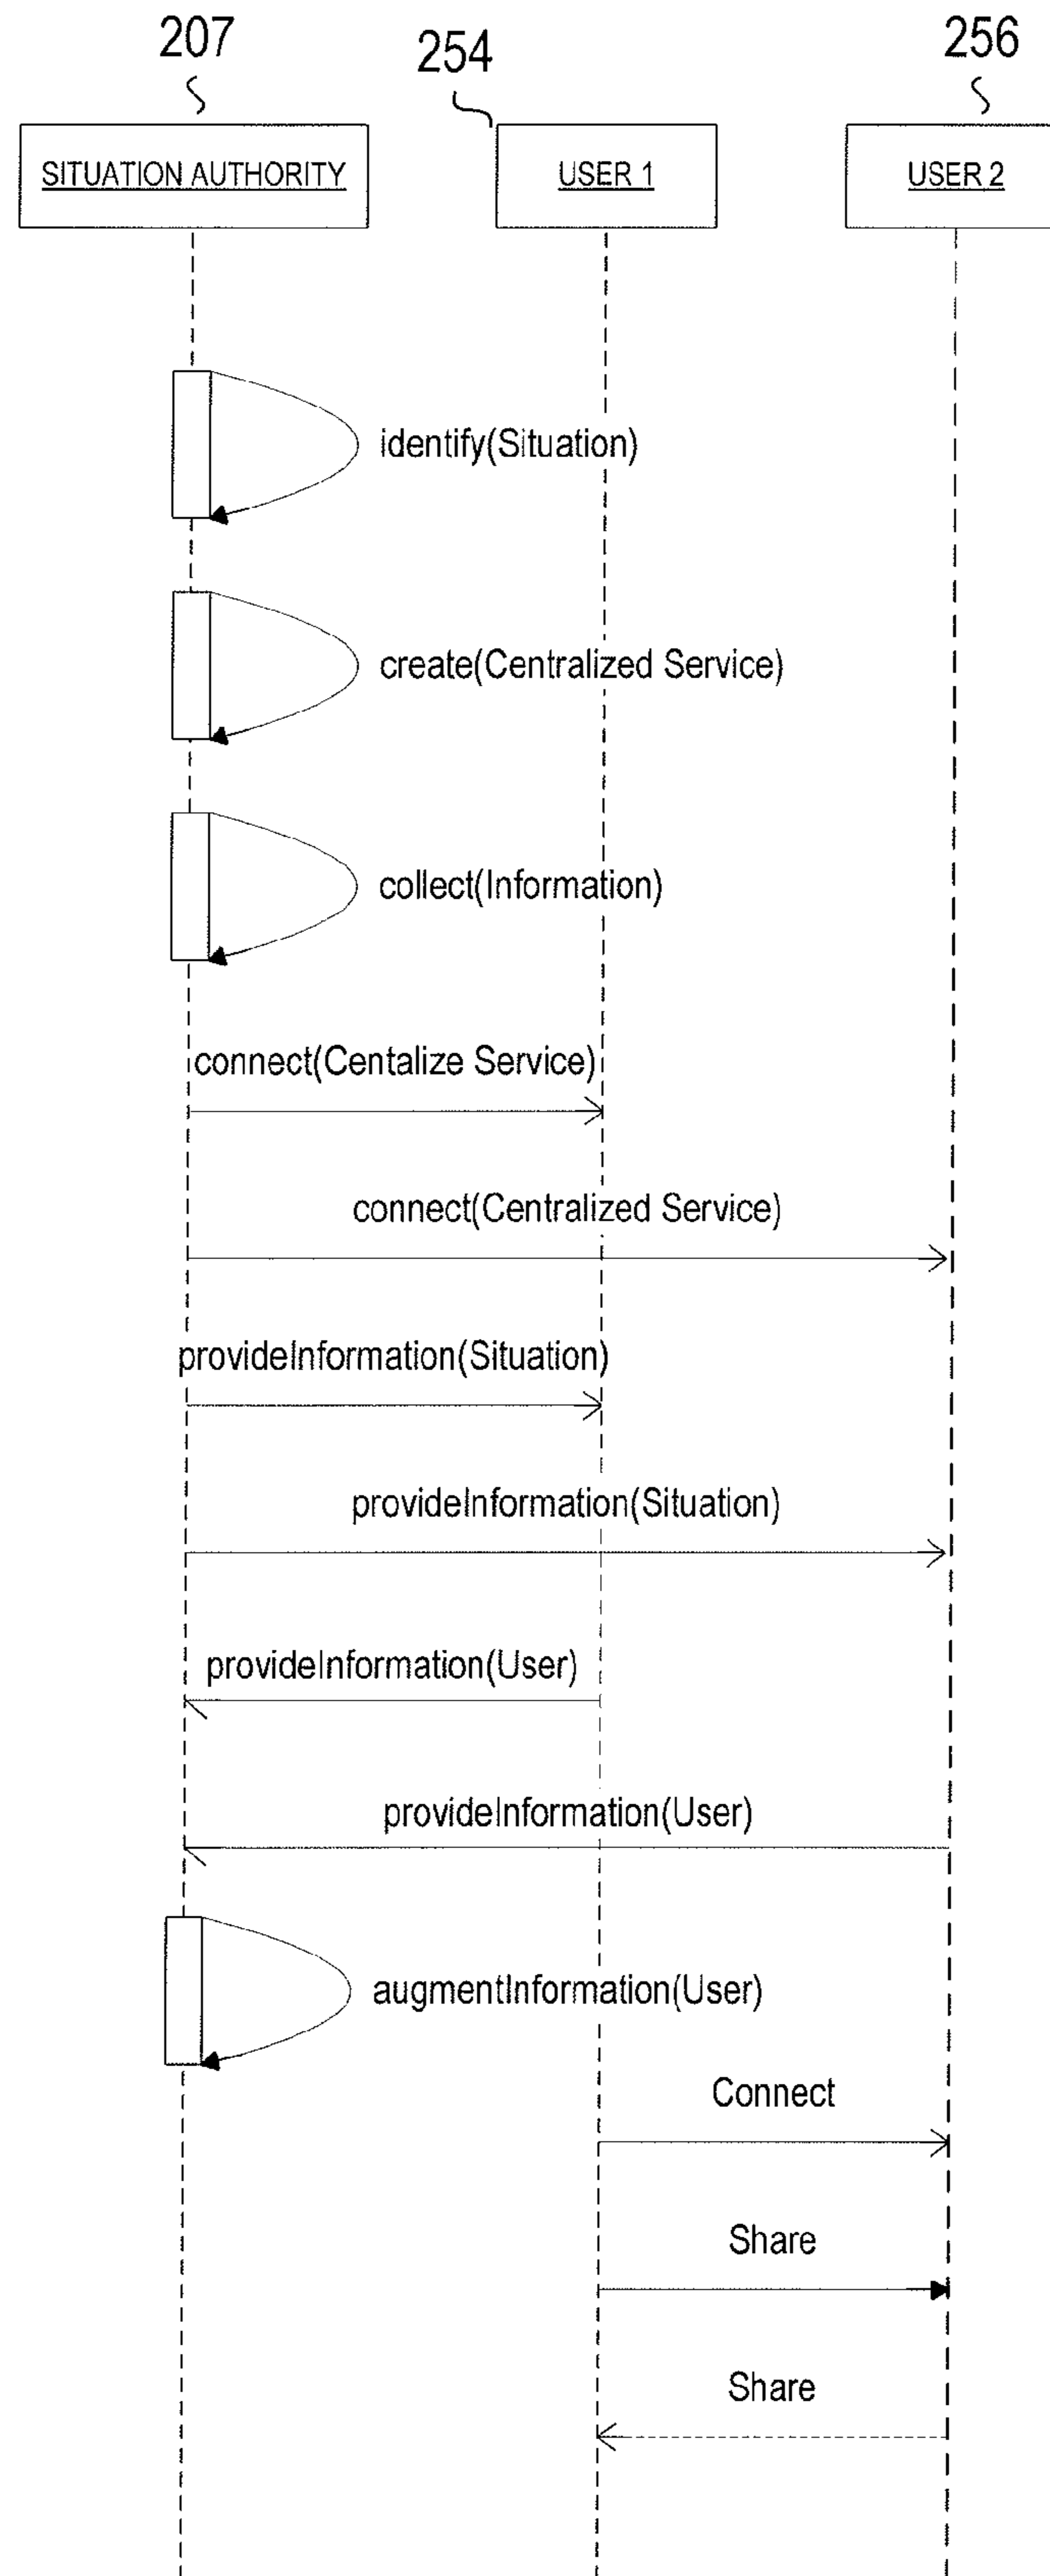 207
254
256
SITUATION AUTHORITY
USER 1
USER 2
identify(Situation)
create(Centralized Service)
collect(Information)
connect(Centalize Service)
connect(Centralized Service)
provideInformation(Situation)
provideInformation(Situation)
provideInformation(User)
provideInformation(User)
augmentInformation(User)
Connect
Share
Share